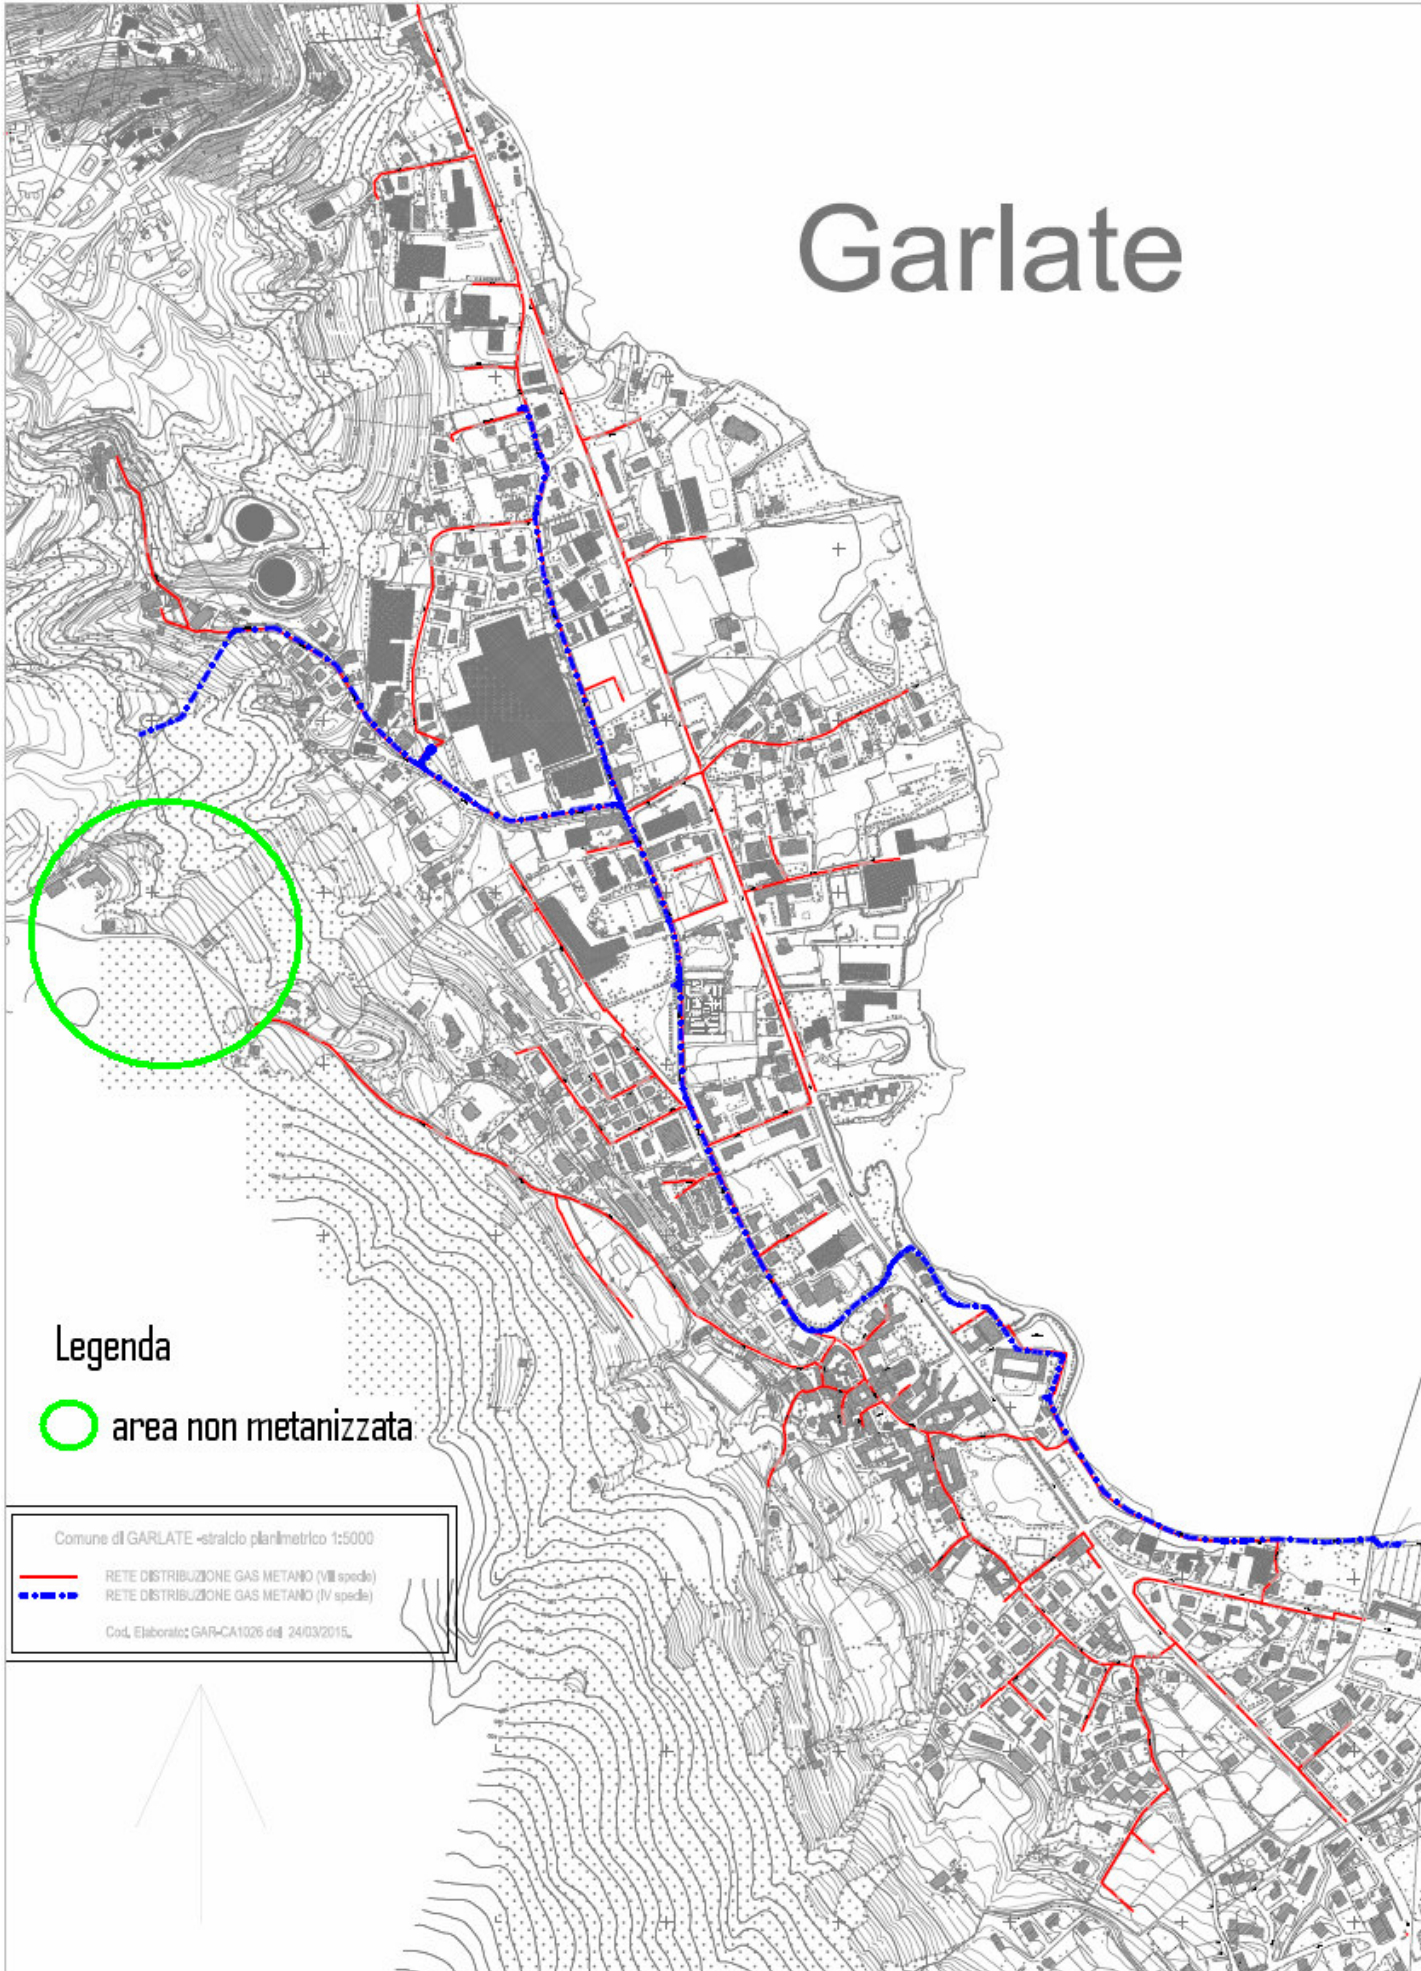 Garlate
Legenda
area non metanizzata
Comune di GARLATE -stralcio planimetrico 1:5000
RETE DISTRIBUZIONE GAS METANO (VII specie)
RETE DISTRIBUZIONE GAS METANO (IV specie)
Cod. Elaborato: GAR-CA1026 del 24/03/2015